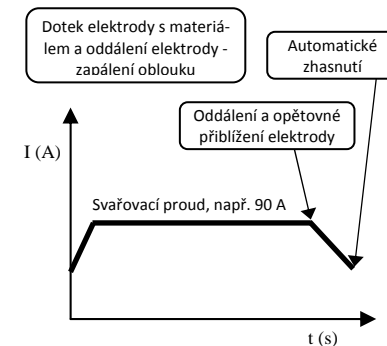 Dotek elektrody s materiá-
lem a oddálení elektrody -
zapálení oblouku
Automatické
zhasnutí
Oddálení a opětovné
přiblížení elektrody
I (A)
Svařovací proud, např. 90 A
t (s)